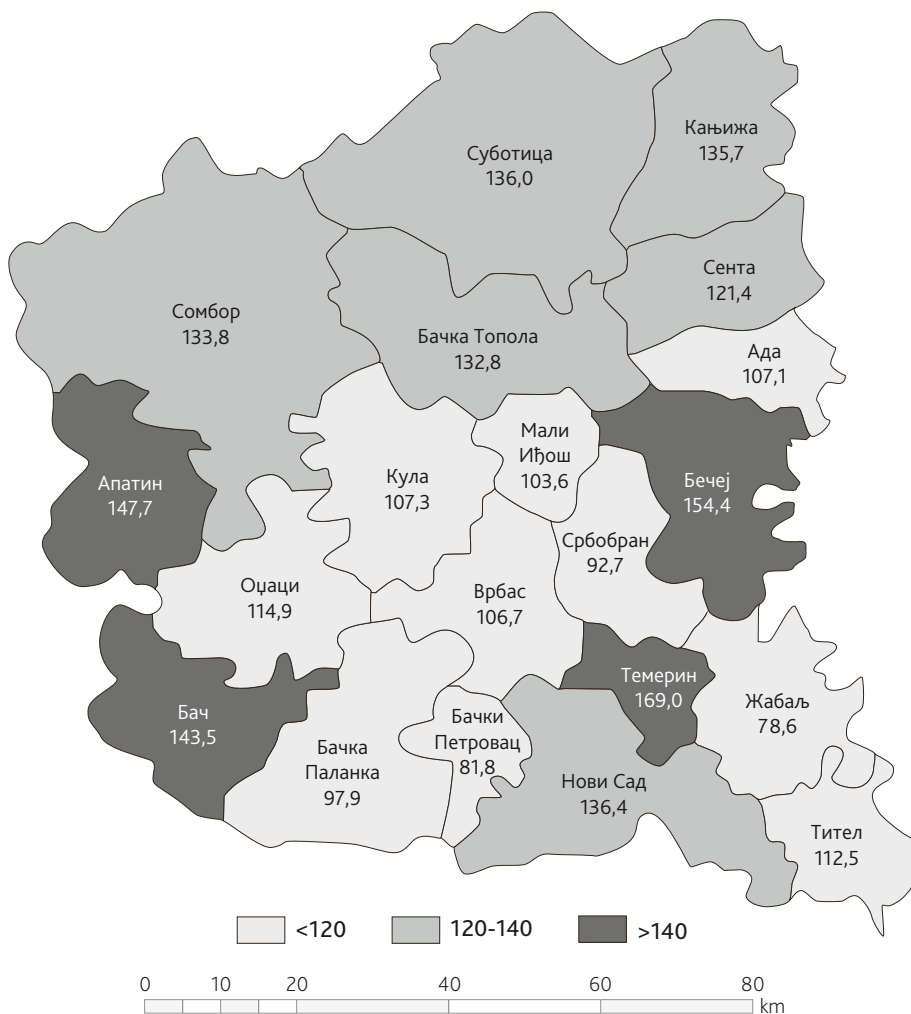 Суботица
136,0
Кањижа
135,7
Сента
121,4
Сомбор
133,8
Бачка Топола
132,8
Ада
107,1
Апатин
147,7
Кула
107,3
Мали
Иђош
103,6
Бечеј
154,4
Србобран
92,7
Оџаци
114,9
Врбас
106,7
Темерин
169,0
Жабаљ
78,6
Бач
143,5
Бачка
Паланка
97,9
Бачки
Петровац
81,8
Нови Сад
136,4
Тител
112,5
<120
120-140
>140
0 10 20 40 60 80
km